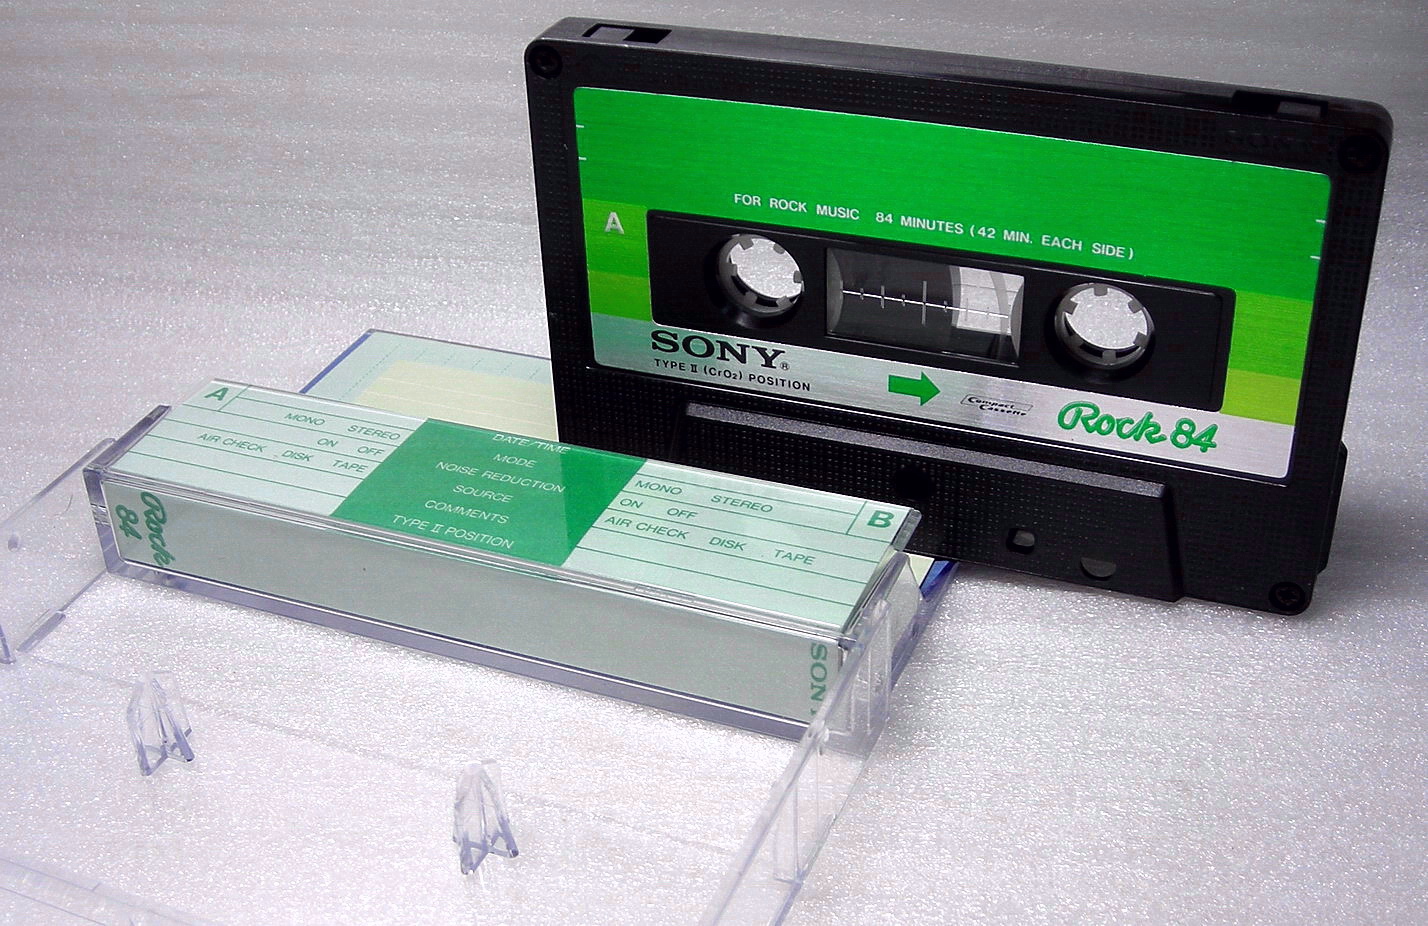 A
FOR ROCK MUSIC 84 MINUTES (42 MIN. EACH SIDE)
SONY®
TYPE II (CrO₂) POSITION
Compact Cassette
Rock 84
A
MONO STEREO
ON OFF
AIR CHECK DISK TAPE
DATE/TIME
MODE
NOISE REDUCTION
SOURCE
COMMENTS
TYPE II POSITION
B
MONO STEREO
ON OFF
AIR CHECK DISK TAPE
Rock 84
SONY